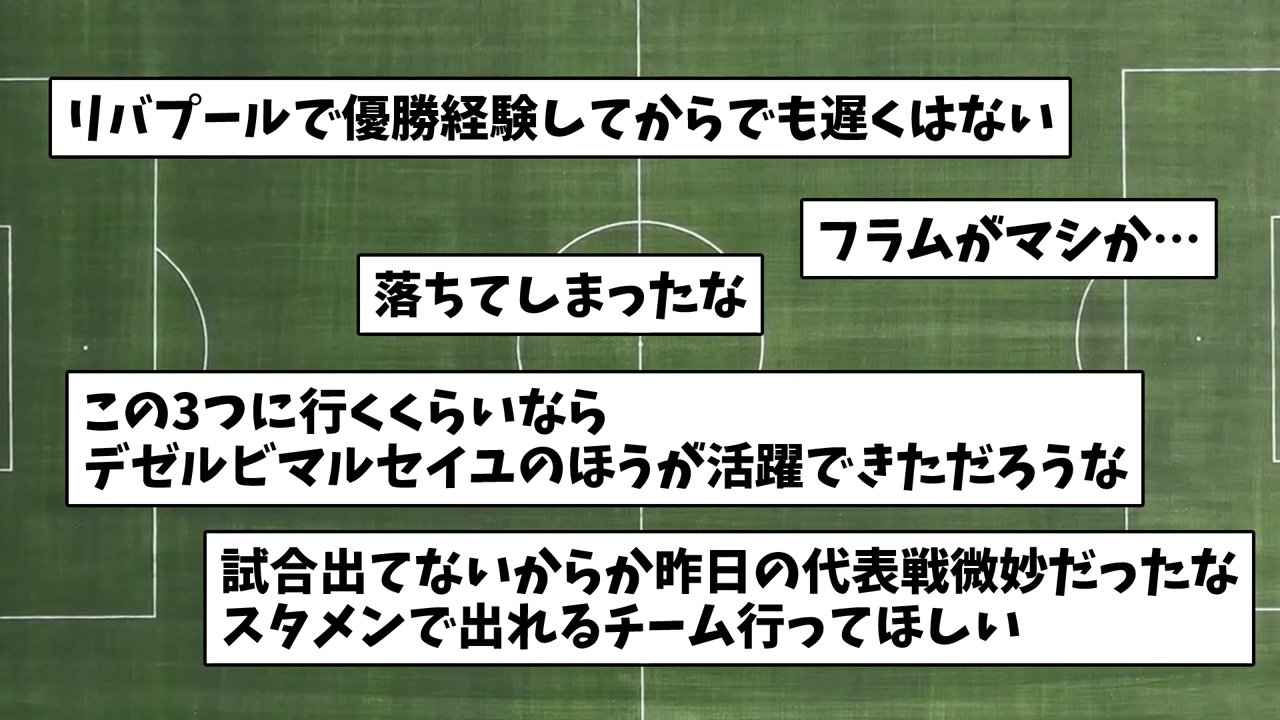 リバプールで優勝経験してからでも遅くはない
フラムがマシか…
落ちてしまったな
この3つに行くくらいなら
デゼルビマルセイユのほうが活躍できただろうな
試合出てないからか昨日の代表戦微妙だったな
スタメンで出れるチーム行ってほしい